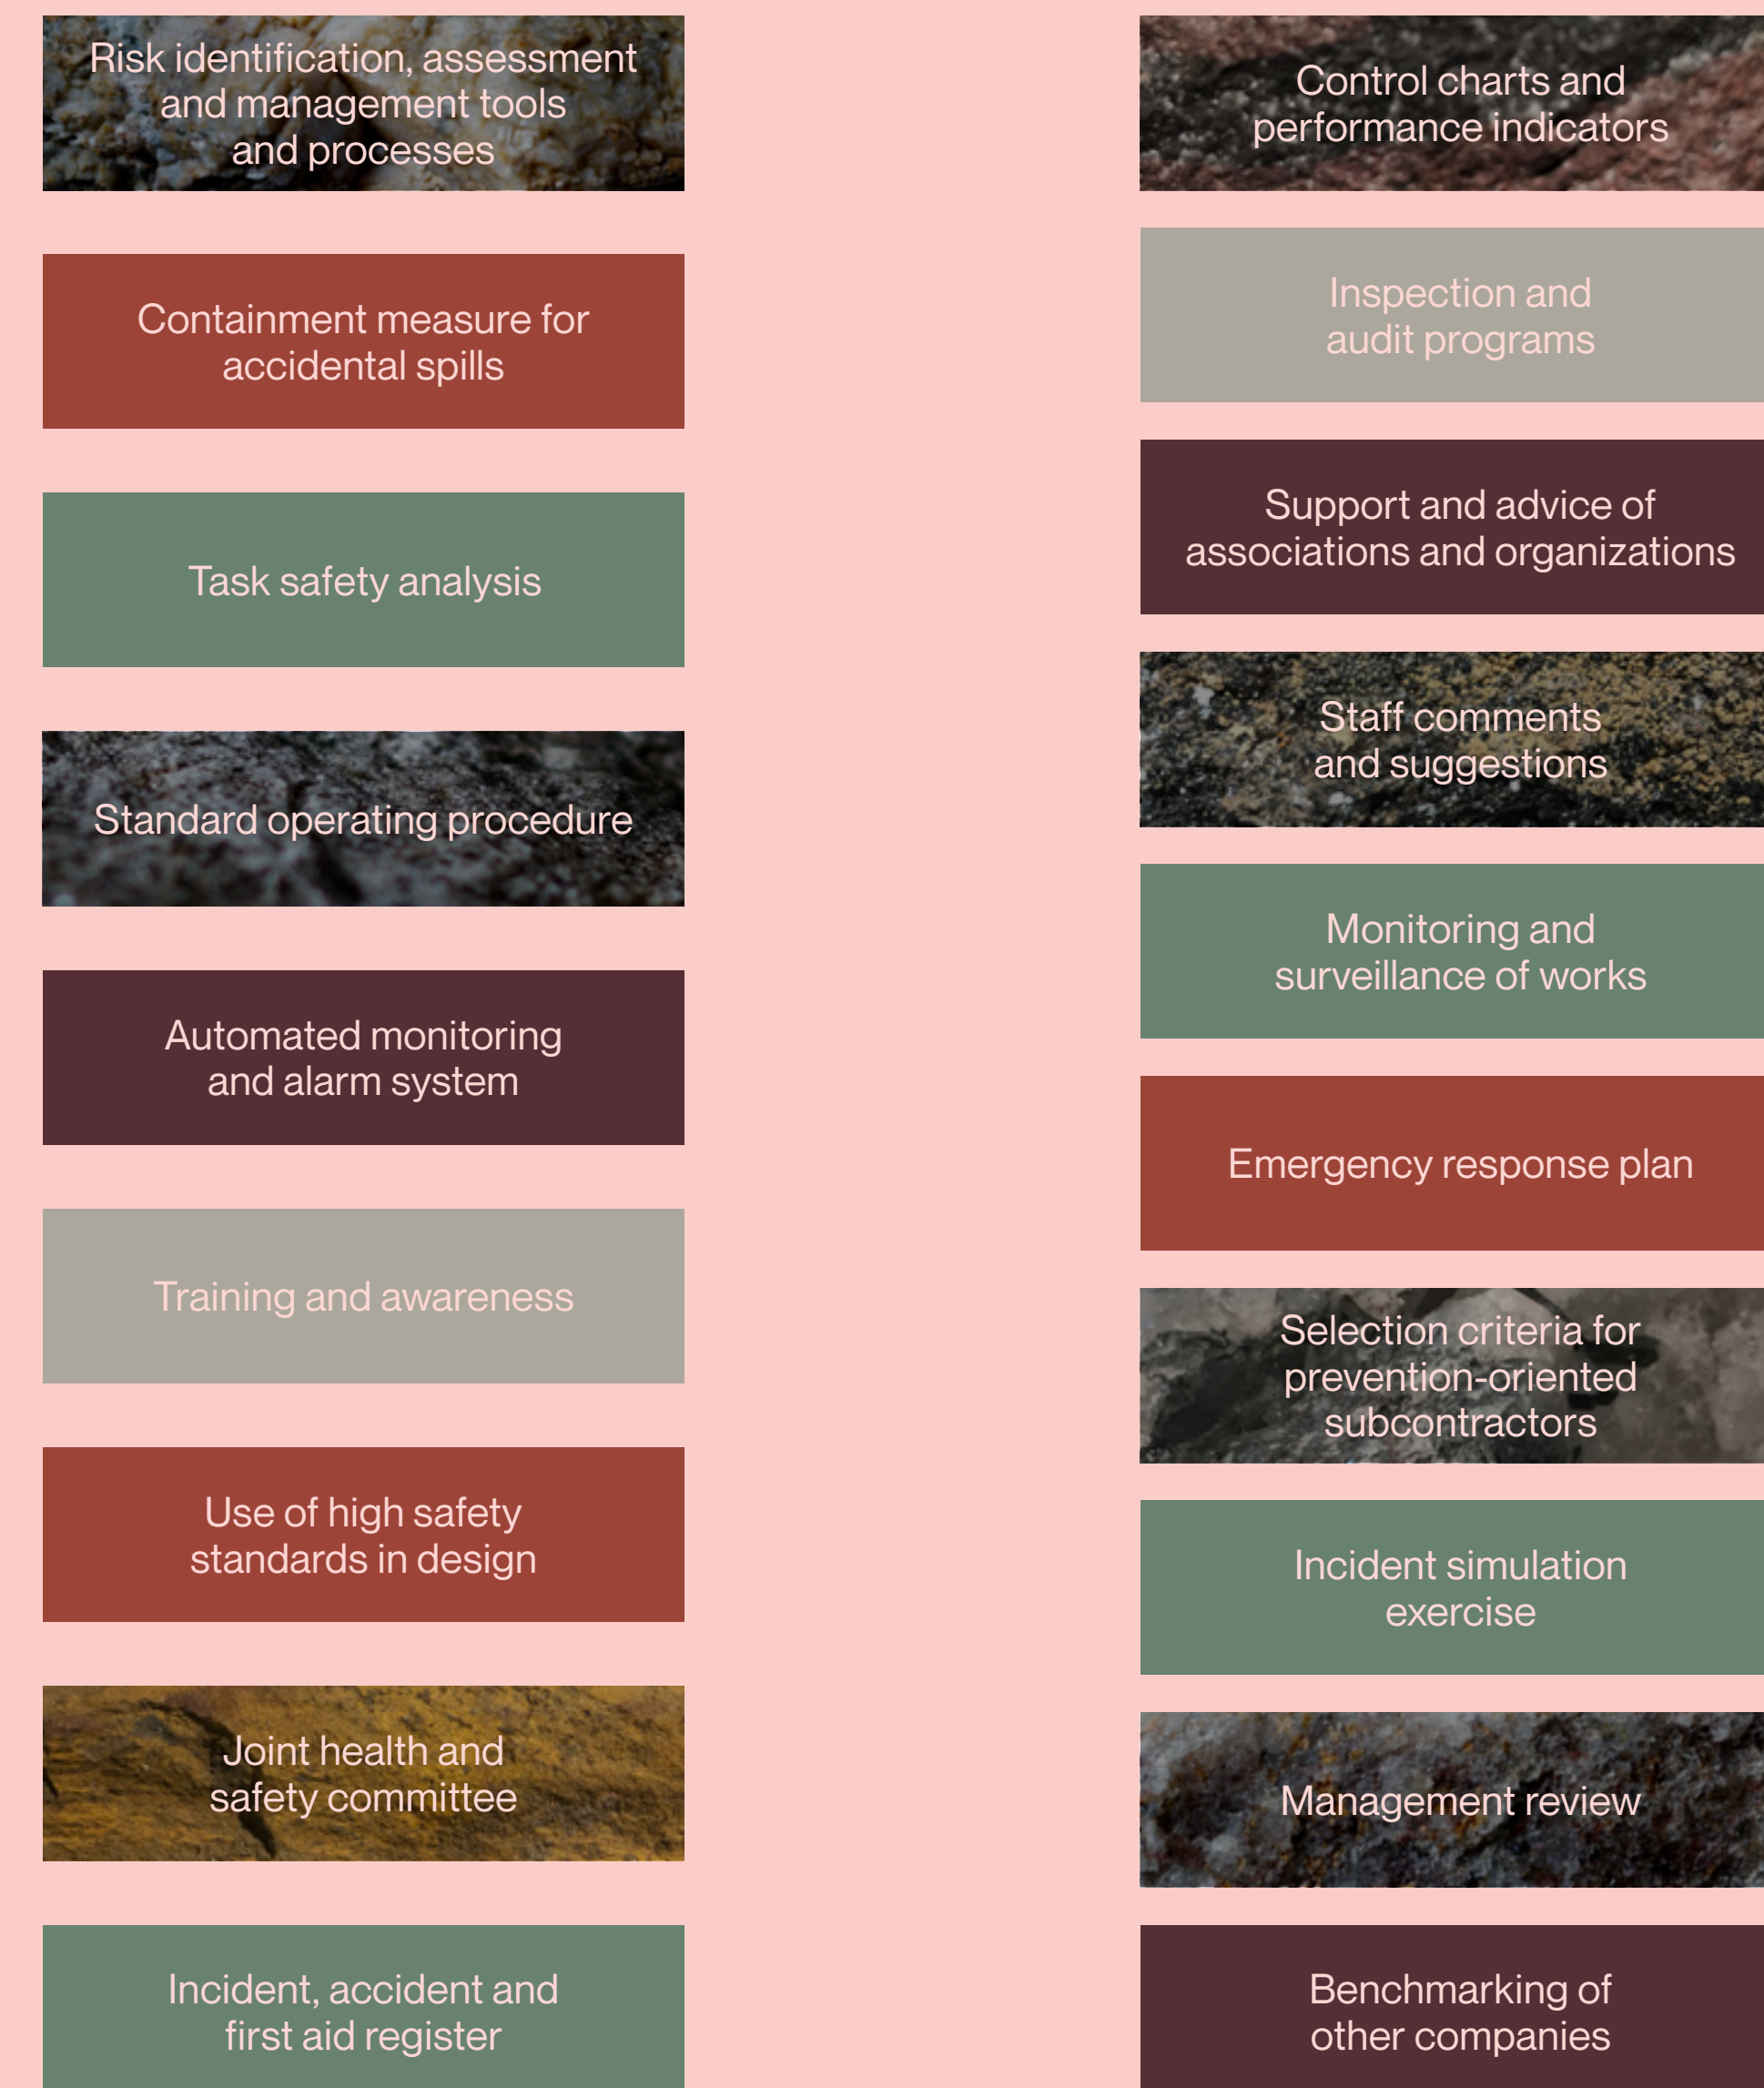 Risk identification, assessment
and management tools
and processes
Containment measure for
accidental spills
Task safety analysis
Standard operating procedure
Automated monitoring
and alarm system
Training and awareness
Use of high safety
standards in design
Joint health and
safety committee
Incident, accident and
first aid register
Control charts and
performance indicators
Inspection and
audit programs
Support and advice of
associations and organizations
Staff comments
and suggestions
Monitoring and
surveillance of works
Emergency response plan
Selection criteria for
prevention-oriented
subcontractors
Incident simulation
exercise
Management review
Benchmarking of
other companies